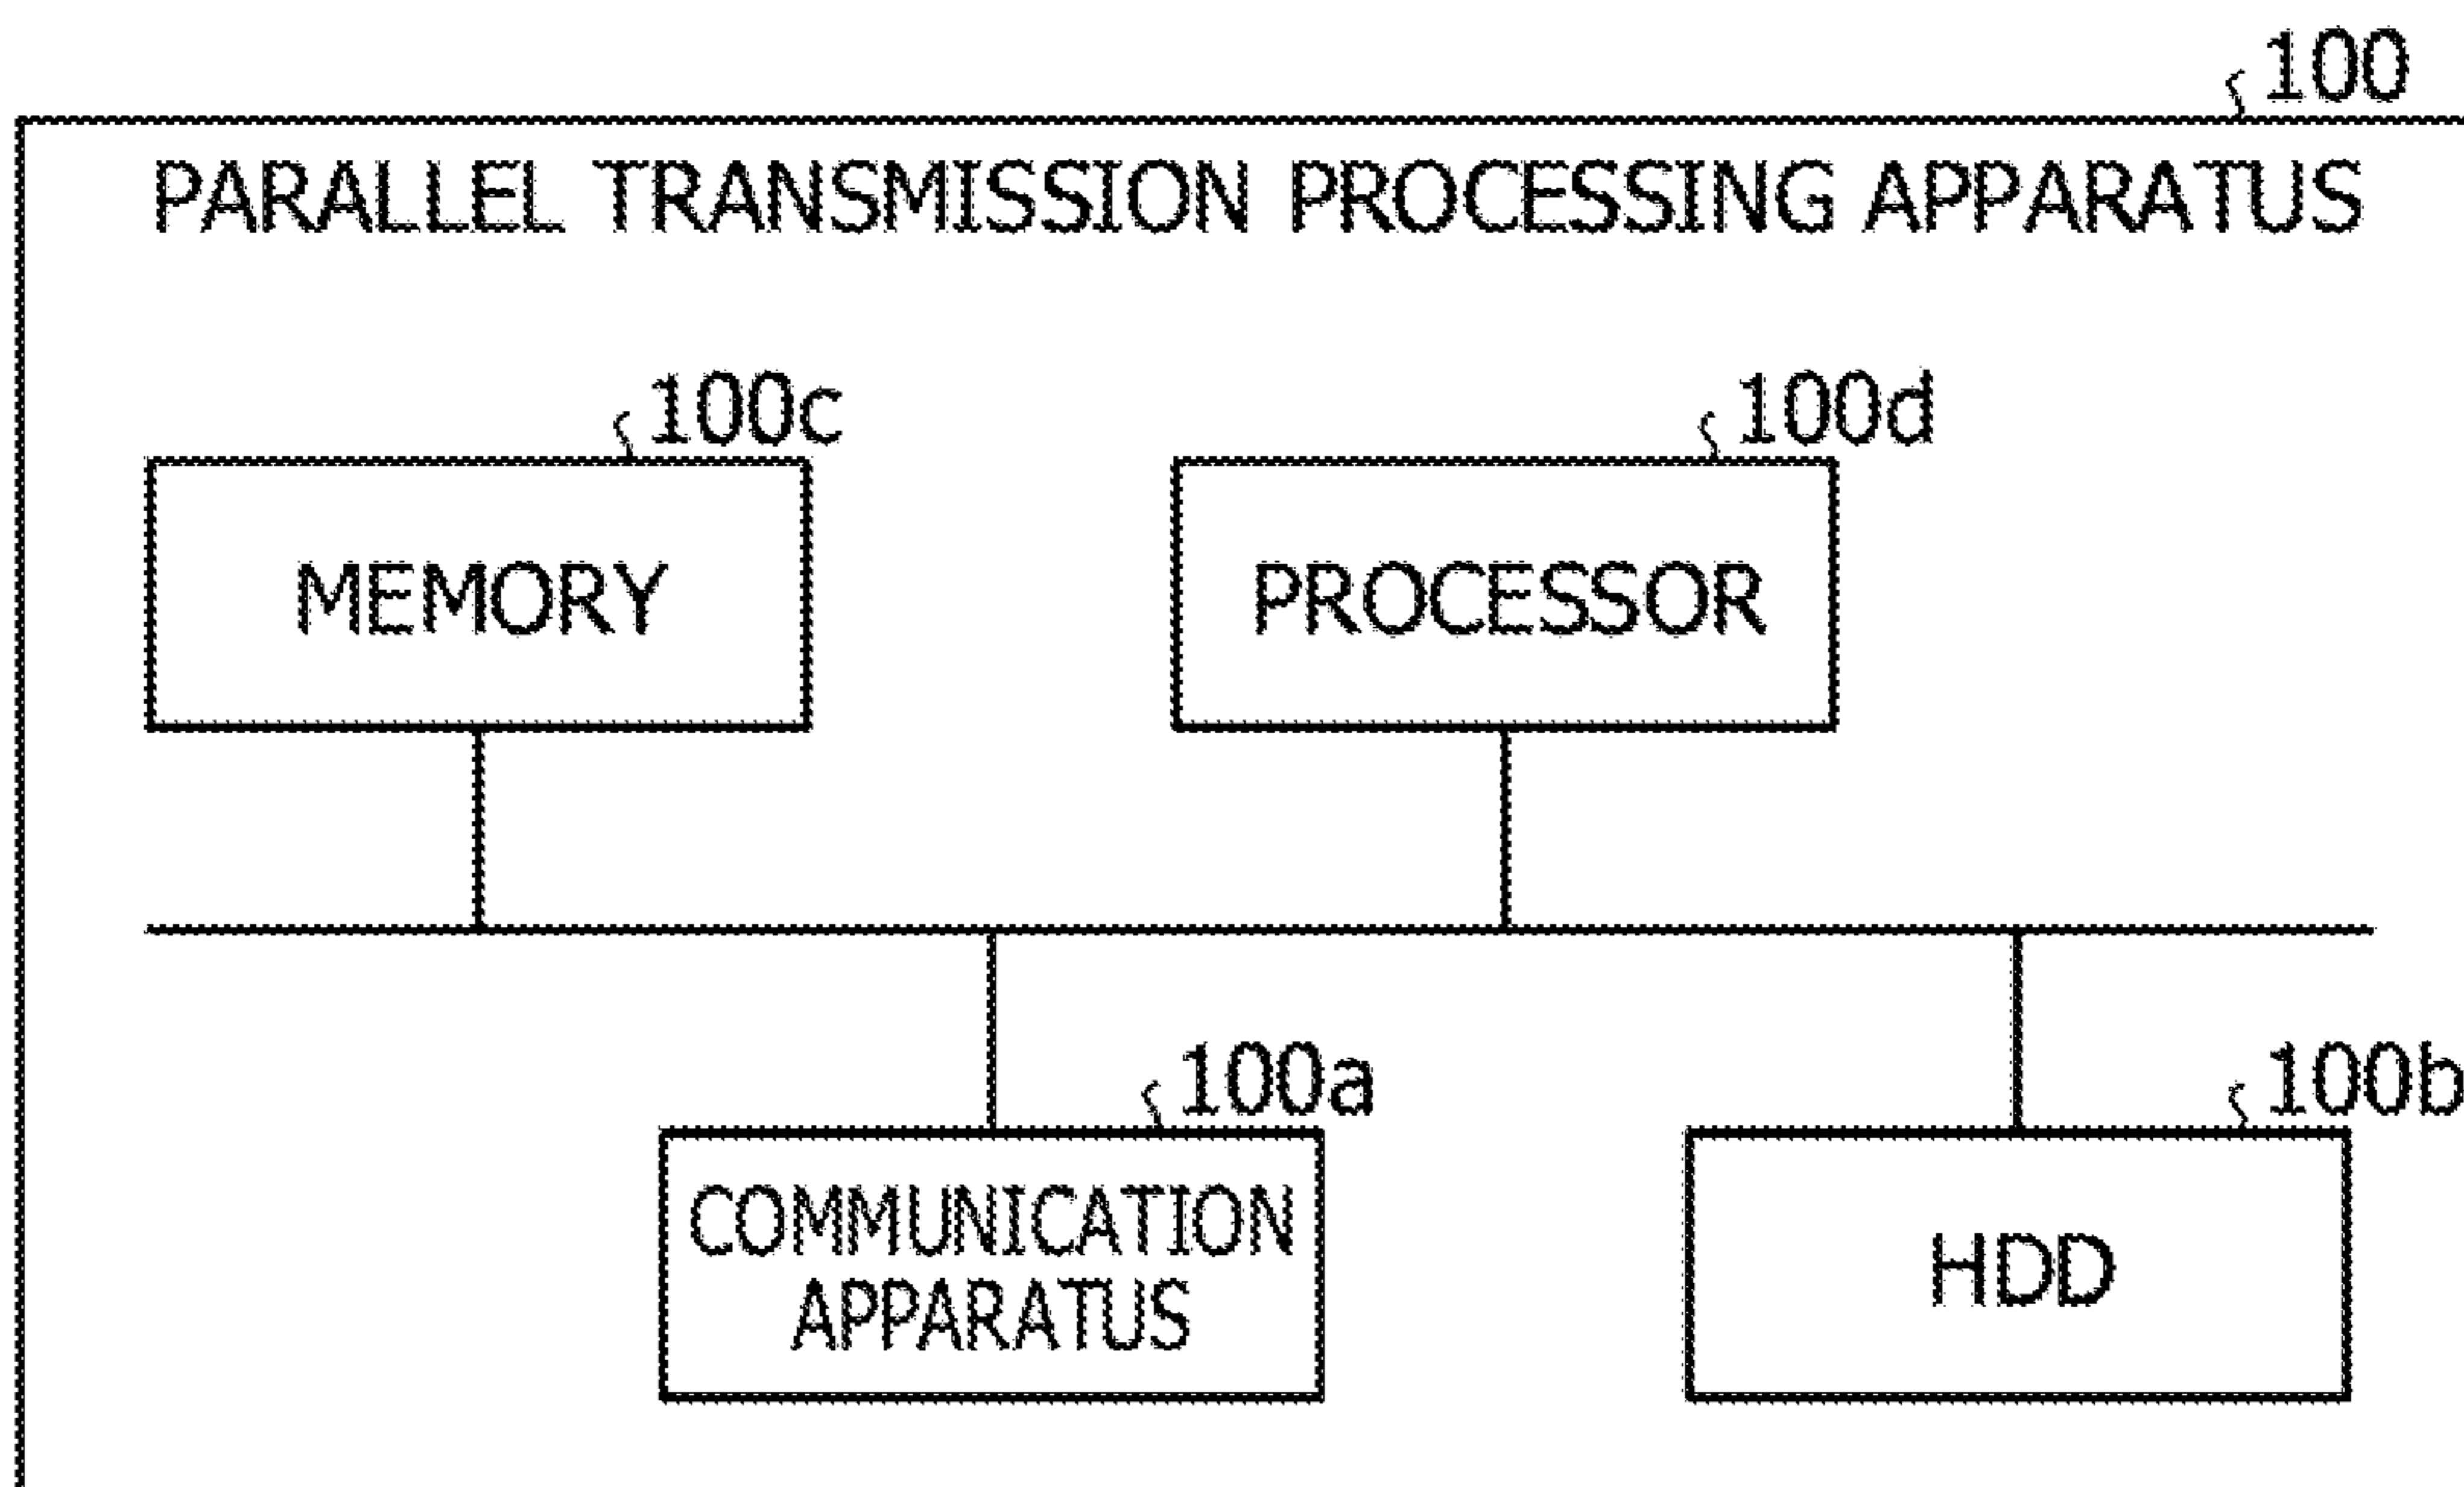 100
PARALLEL TRANSMISSION PROCESSING APPARATUS
100c
100d
MEMORY
PROCESSOR
100a
100b
COMMUNICATION
APPARATUS
HDD